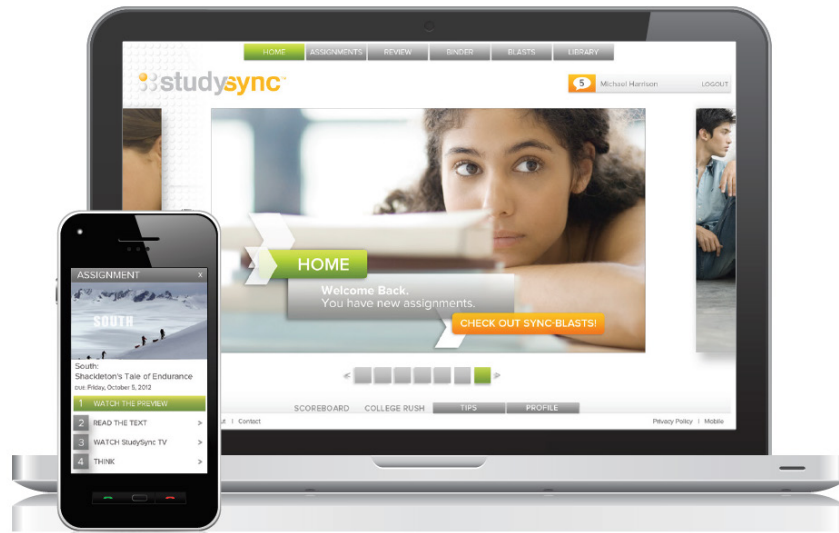 HOME ASSIGNMENTS REVIEW BINDER BLASTS LIBRARY
studysync™
5 Michael Harrison LOGOUT
HOME
Welcome Back.
You have new assignments.
CHECK OUT SYNC-BLASTS!
SCOREBOARD COLLEGE RUSH TIPS PROFILE
Contact Privacy Policy | Mobile
ASSIGNMENT x
SOUTH
South:
Shackleton's Tale of Endurance
DUE: Friday, October 5, 2012
1 WATCH THE PREVIEW
2 READ THE TEXT >
3 WATCH StudySync TV >
4 THINK >